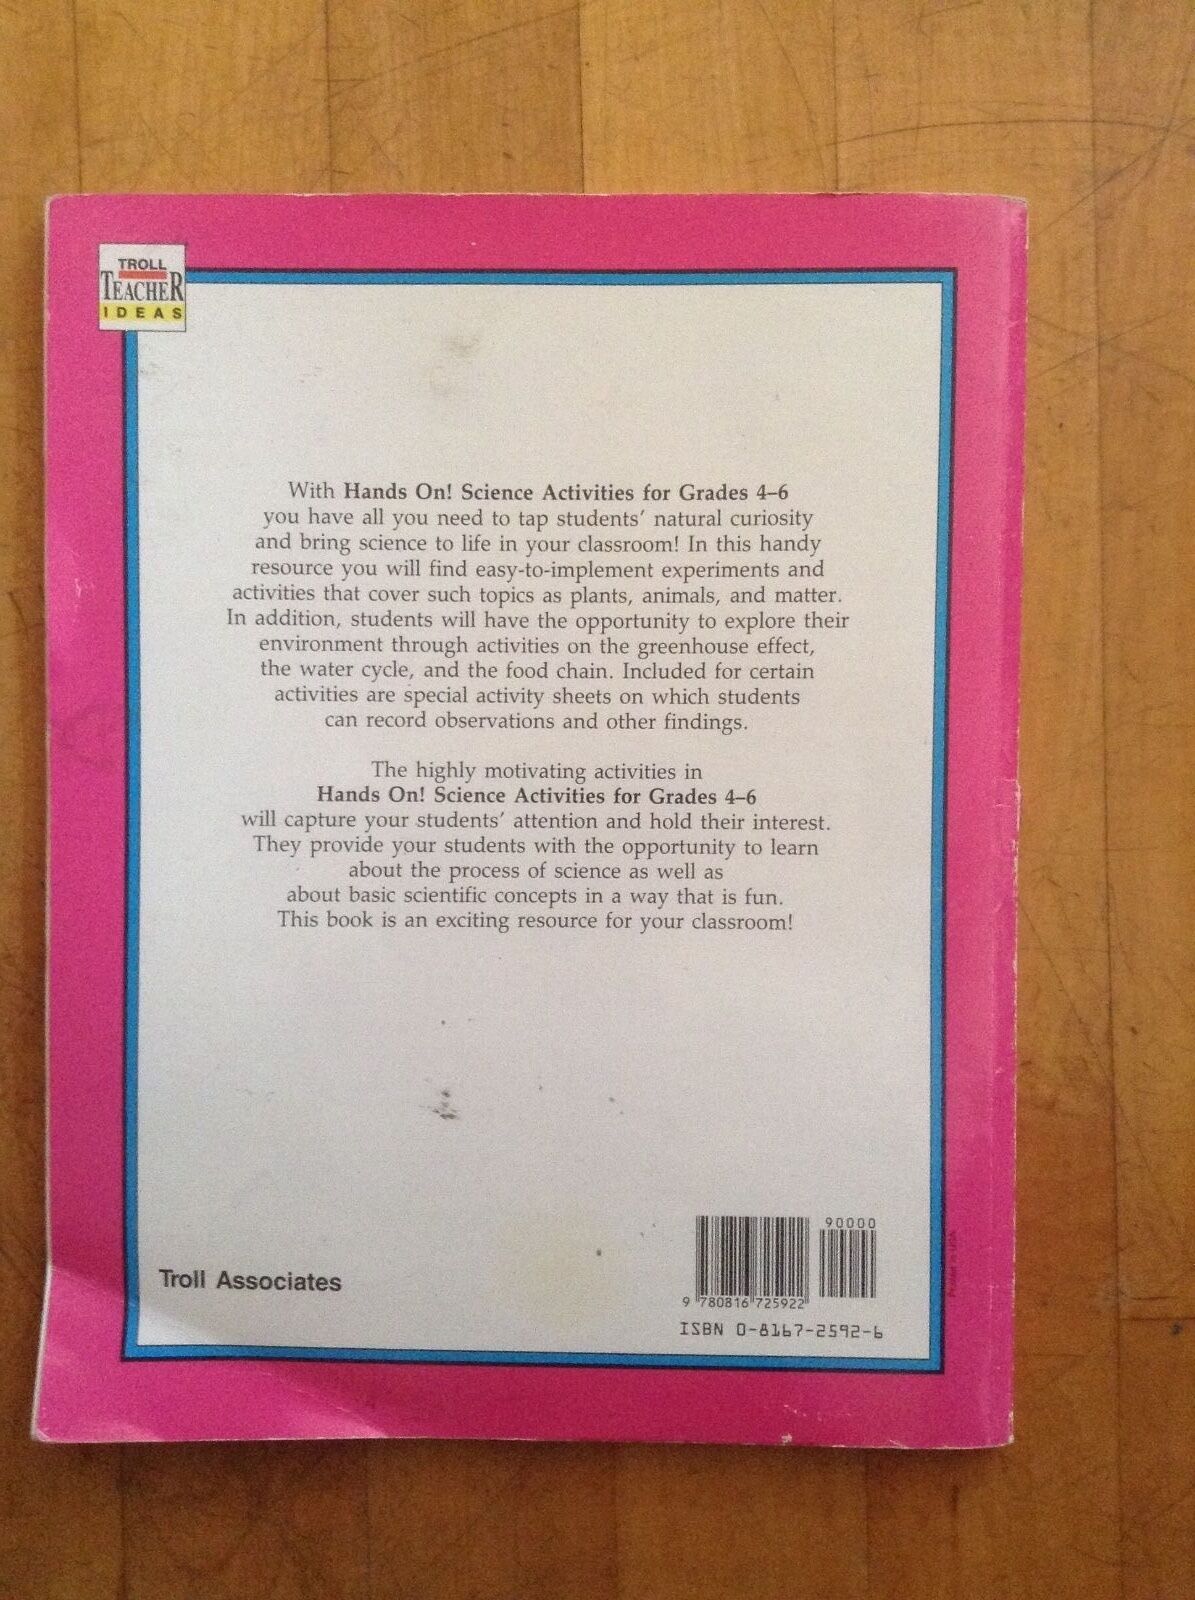 TROLL
TEACHER
IDEAS
With Hands On! Science Activities for Grades 4–6
you have all you need to tap students' natural curiosity
and bring science to life in your classroom! In this handy
resource you will find easy-to-implement experiments and
activities that cover such topics as plants, animals, and matter.
In addition, students will have the opportunity to explore their
environment through activities on the greenhouse effect,
the water cycle, and the food chain. Included for certain
activities are special activity sheets on which students
can record observations and other findings.
The highly motivating activities in
Hands On! Science Activities for Grades 4–6
will capture your students' attention and hold their interest.
They provide your students with the opportunity to learn
about the process of science as well as
about basic scientific concepts in a way that is fun.
This book is an exciting resource for your classroom!
Troll Associates
90000
9 780816 725922
ISBN 0-8167-2592-6
Printed in USA